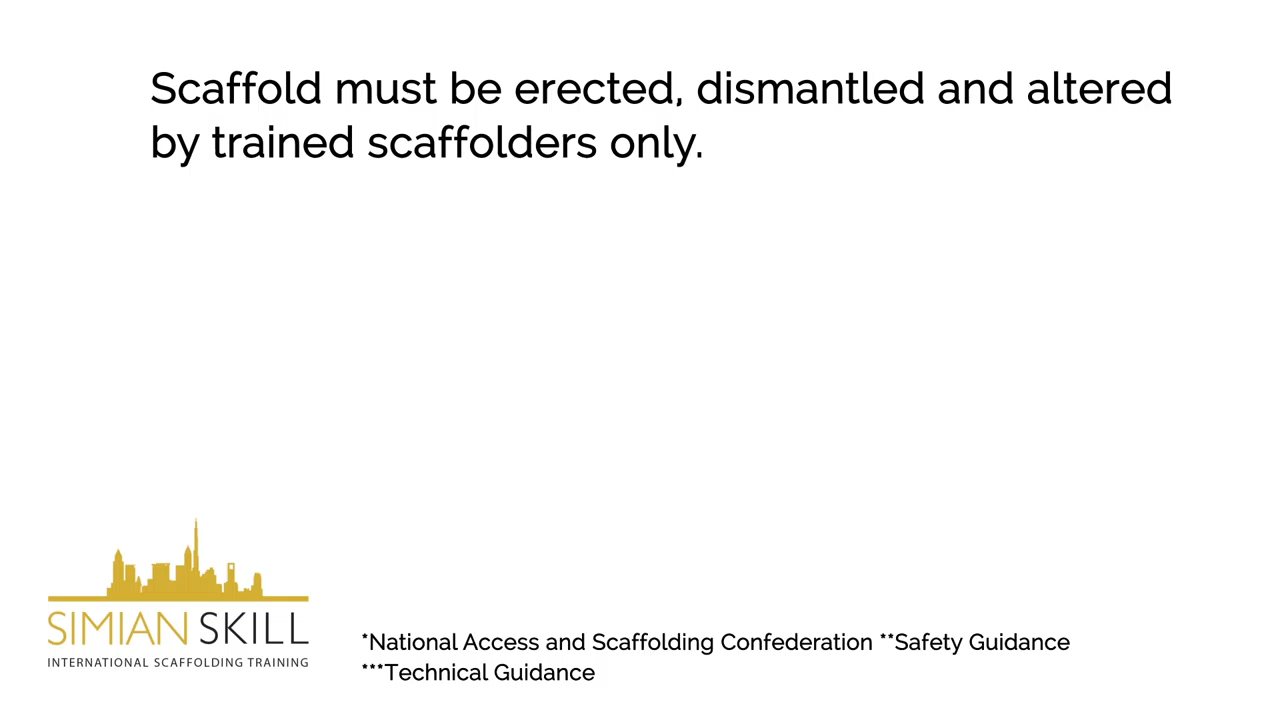 Scaffold must be erected, dismantled and altered
by trained scaffolders only.
SIMIAN SKILL
INTERNATIONAL SCAFFOLDING TRAINING
*National Access and Scaffolding Confederation **Safety Guidance
***Technical Guidance